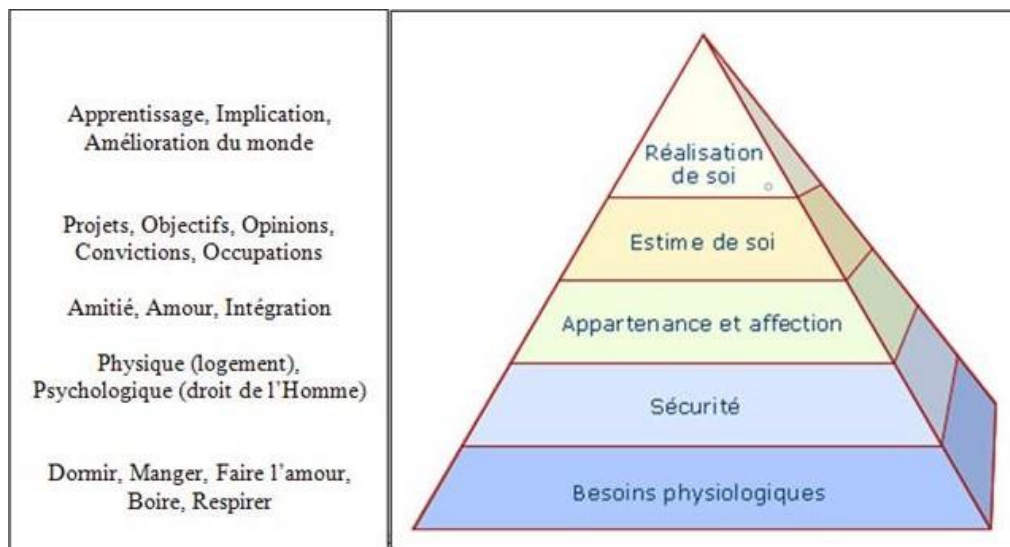 Apprentissage, Implication,
Amélioration du monde
Projets, Objectifs, Opinions,
Convictions, Occupations
Amitié, Amour, Intégration
Physique (logement),
Psychologique (droit de l'Homme)
Dormir, Manger, Faire l'amour,
Boire, Respirer
Réalisation
de soi
Estime de soi
Appartenance et affection
Sécurité
Besoins physiologiques